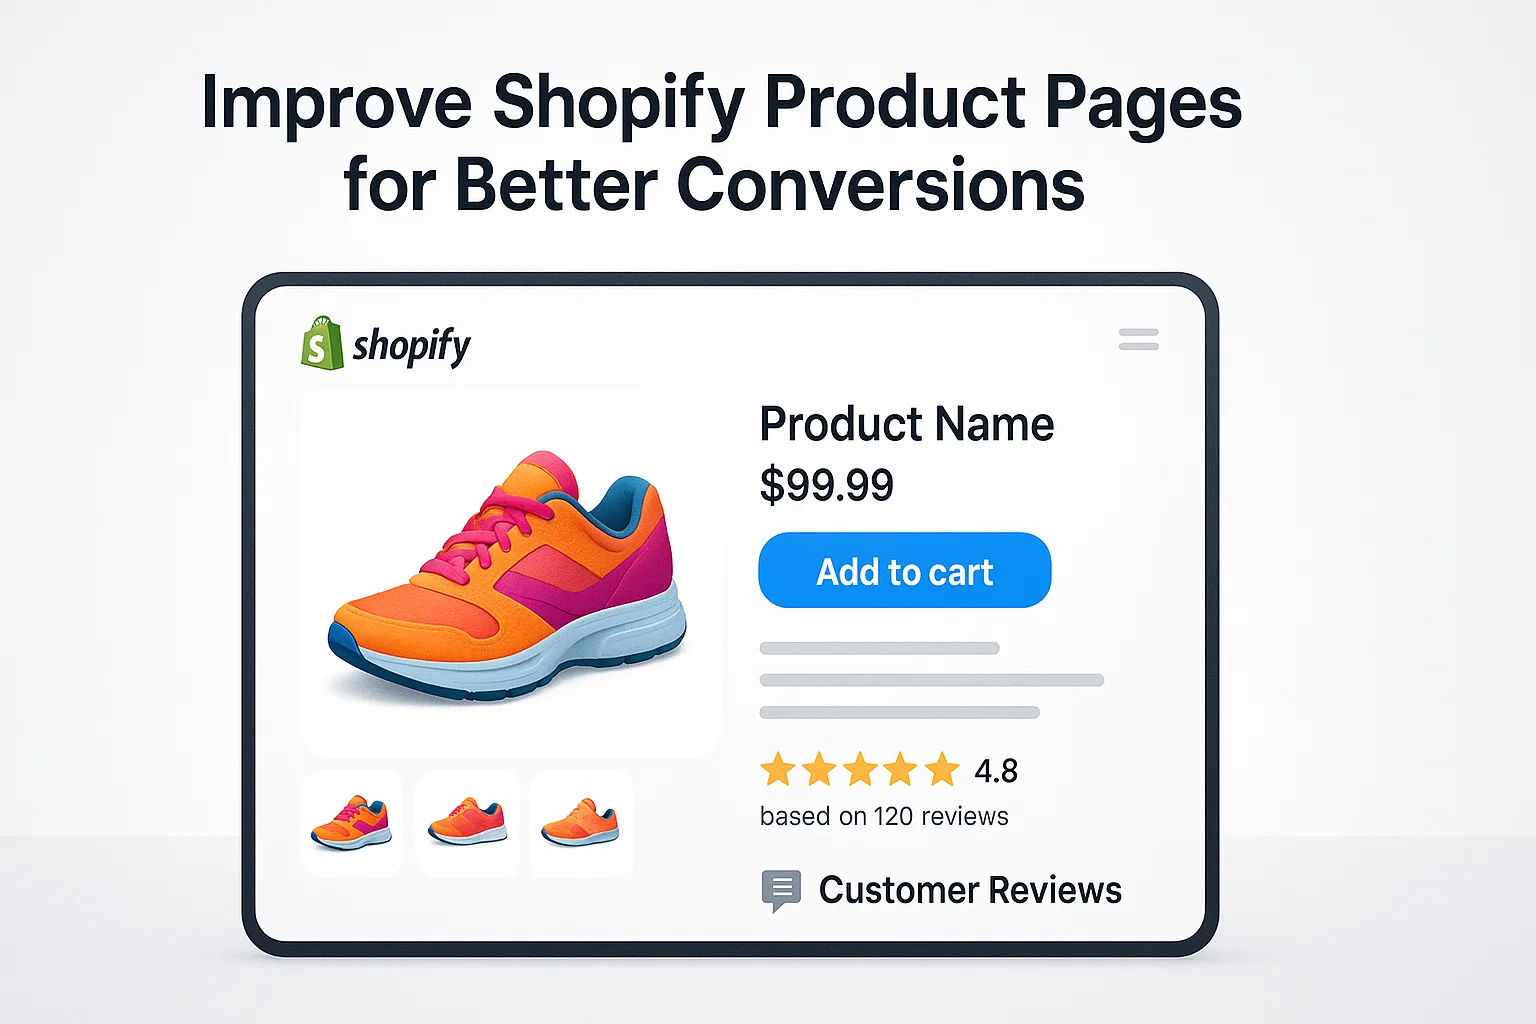 Improve Shopify Product Pages
for Better Conversions
shopify
Product Name
$99.99
Add to cart
4.8
based on 120 reviews
Customer Reviews